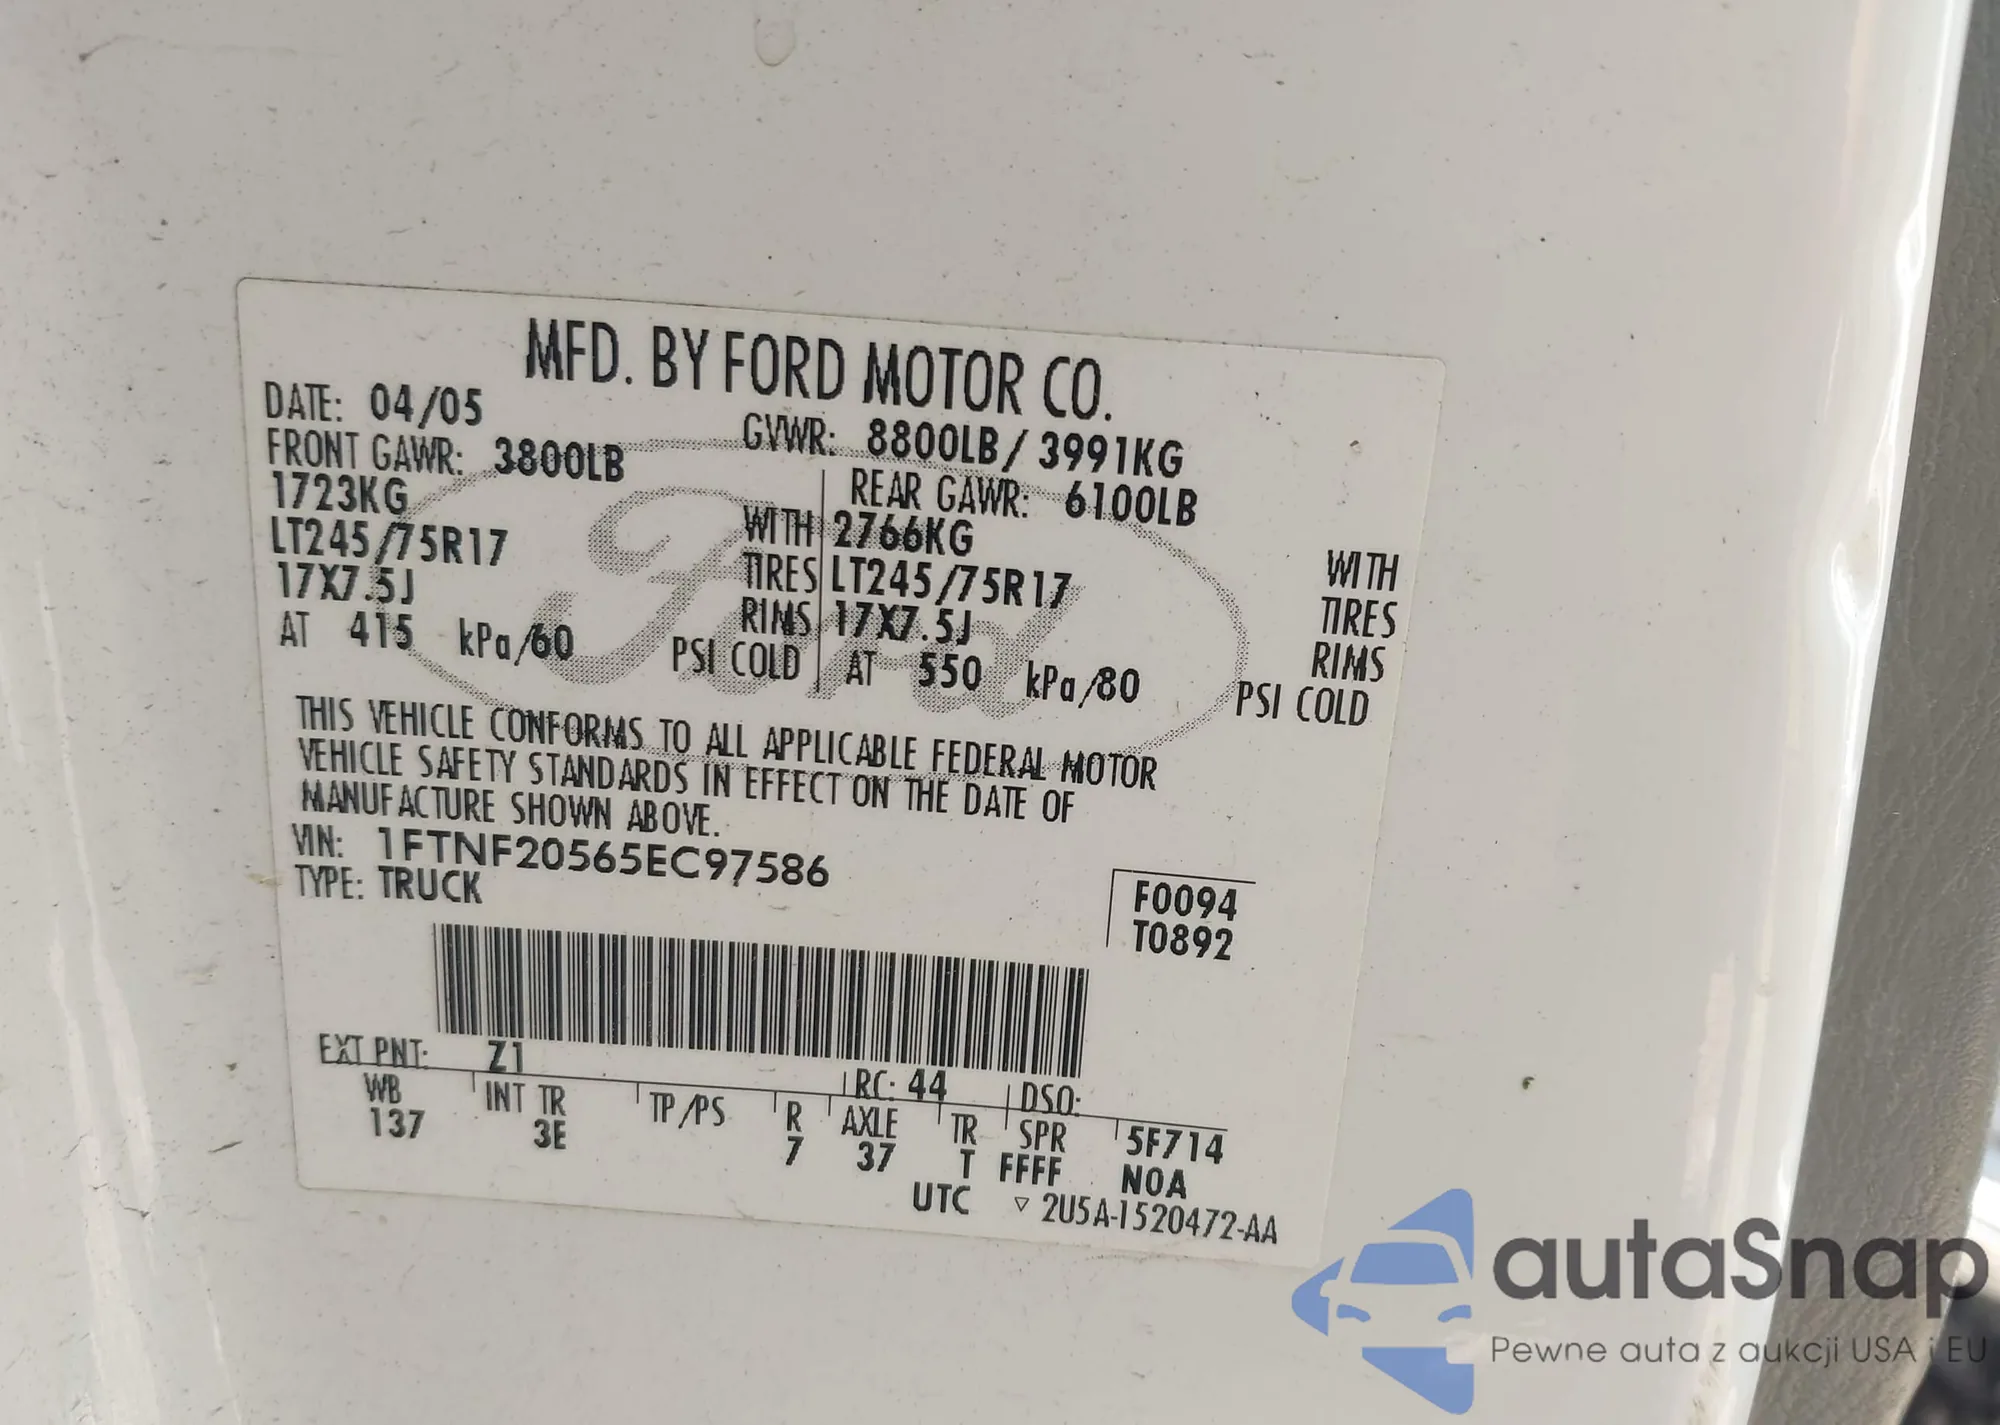 MFD. BY FORD MOTOR CO.
DATE: 04/05 GVWR: 8800LB/3991KG
FRONT GAWR: 3800LB REAR GAWR: 6100LB
1723KG WITH 2766KG WITH
LT245/75R17 TIRES LT245/75R17 TIRES
17X7.5J RIMS 17X7.5J RIMS
AT 415 kPa/60 PSI COLD AT 550 kPa/80 PSI COLD
Ford
THIS VEHICLE CONFORMS TO ALL APPLICABLE FEDERAL MOTOR
VEHICLE SAFETY STANDARDS IN EFFECT ON THE DATE OF
MANUFACTURE SHOWN ABOVE.
VIN: 1FTNF20565EC97586
TYPE: TRUCK
F0094
T0892
EXT PNT: Z1 RC: 44 DSO:
WB INT TR TP/PS R AXLE TR SPR 5F714
137 3E 7 37 T FFFF NOA
UTC ▽ 2U5A-1520472-AA
autaSnap
Pewne auta z aukcji USA i EU